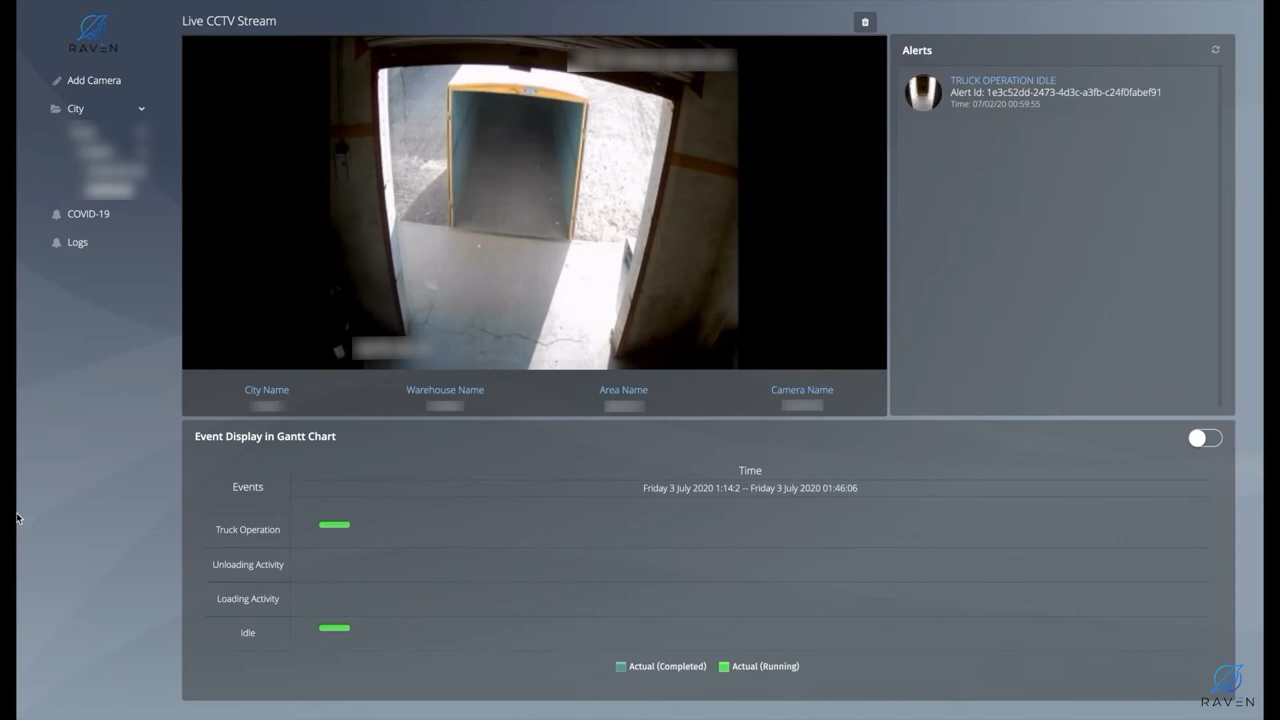 RAVEN
Live CCTV Stream
Add Camera
City
COVID-19
Logs
City Name
Warehouse Name
Area Name
Camera Name
Alerts
TRUCK OPERATION IDLE
Alert Id: 1e3c52dd-2473-4d3c-a3fb-c24f0fabef91
Time: 07/02/20 00:59:55
Event Display in Gantt Chart
Time
Events
Friday 3 July 2020 1:14:2 -- Friday 3 July 2020 01:46:06
Truck Operation
Unloading Activity
Loading Activity
Idle
Actual (Completed)
Actual (Running)
RAVEN